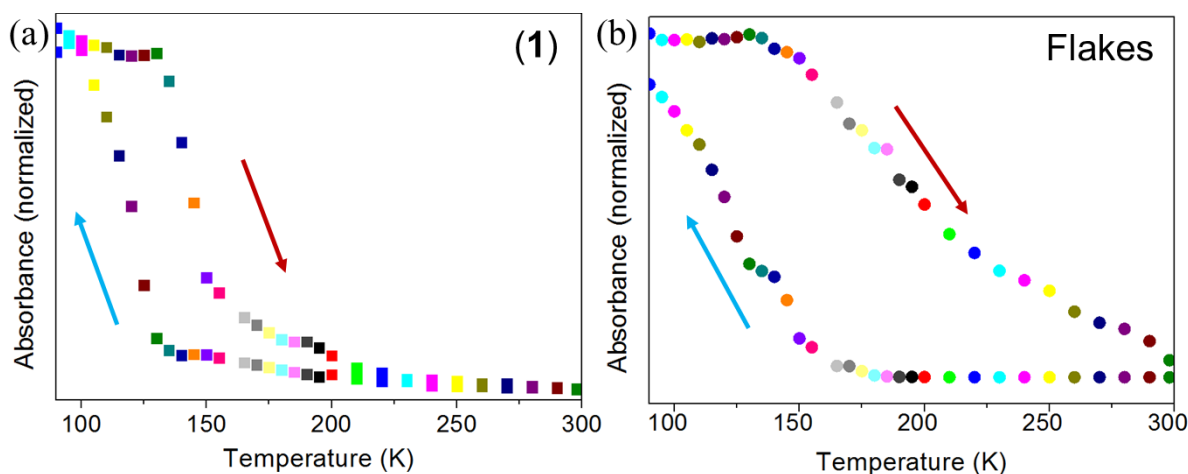 (a)
(1)
Absorbance (normalized)
100 150 200 250 300
Temperature (K)
(b)
Flakes
Absorbance (normalized)
100 150 200 250 300
Temperature (K)